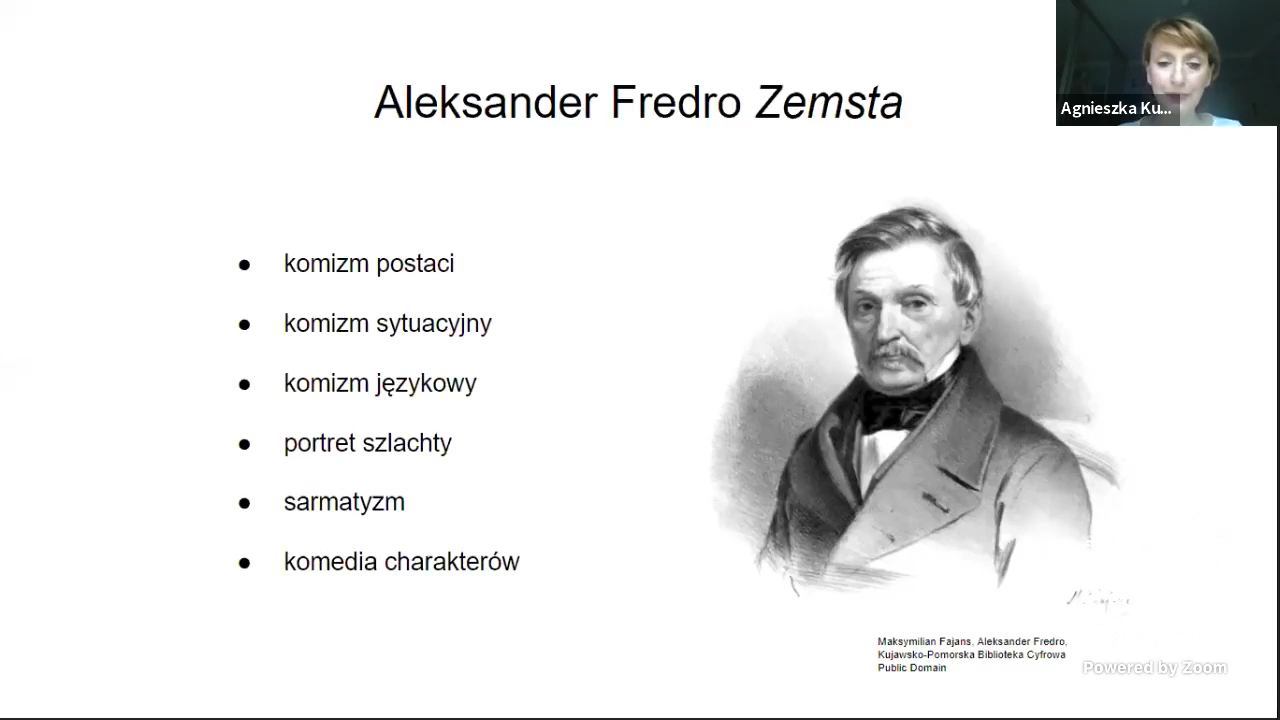 Aleksander Fredro Zemsta
Agnieszka Ku...
● komizm postaci
● komizm sytuacyjny
● komizm językowy
● portret szlachty
● sarmatyzm
● komedia charakterów
Maksymilian Fajans, Aleksander Fredro,
Kujawsko-Pomorska Biblioteka Cyfrowa
Public Domain
Powered by Zoom